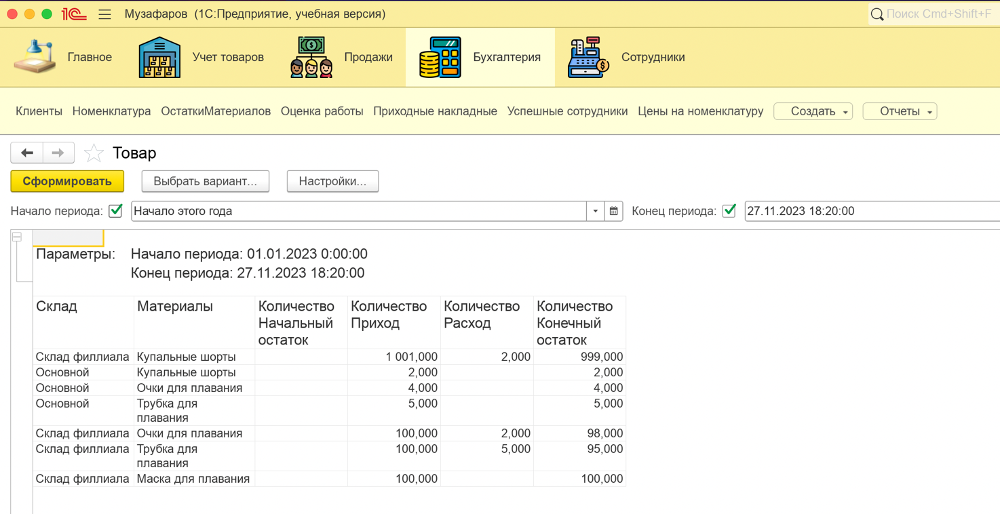 1С Музафаров (1С:Предприятие, учебная версия) Поиск Cmd+Shift+F
Главное Учет товаров Продажи Бухгалтерия Сотрудники
Клиенты Номенклатура ОстаткиМатериалов Оценка работы Приходные накладные Успешные сотрудники Цены на номенклатуру Создать Отчеты
Товар
Сформировать Выбрать вариант... Настройки...
Начало периода: Начало этого года Конец периода: 27.11.2023 18:20:00
Параметры: Начало периода: 01.01.2023 0:00:00
Конец периода: 27.11.2023 18:20:00
Склад Материалы Количество Количество Количество Количество
Начальный Приход Расход Конечный
остаток остаток
Склад филлиала Купальные шорты 1 001,000 2,000 999,000
Основной Купальные шорты 2,000 2,000
Основной Очки для плавания 4,000 4,000
Основной Трубка для 5,000 5,000
плавания
Склад филлиала Очки для плавания 100,000 2,000 98,000
Склад филлиала Трубка для 100,000 5,000 95,000
плавания
Склад филлиала Маска для плавания 100,000 100,000